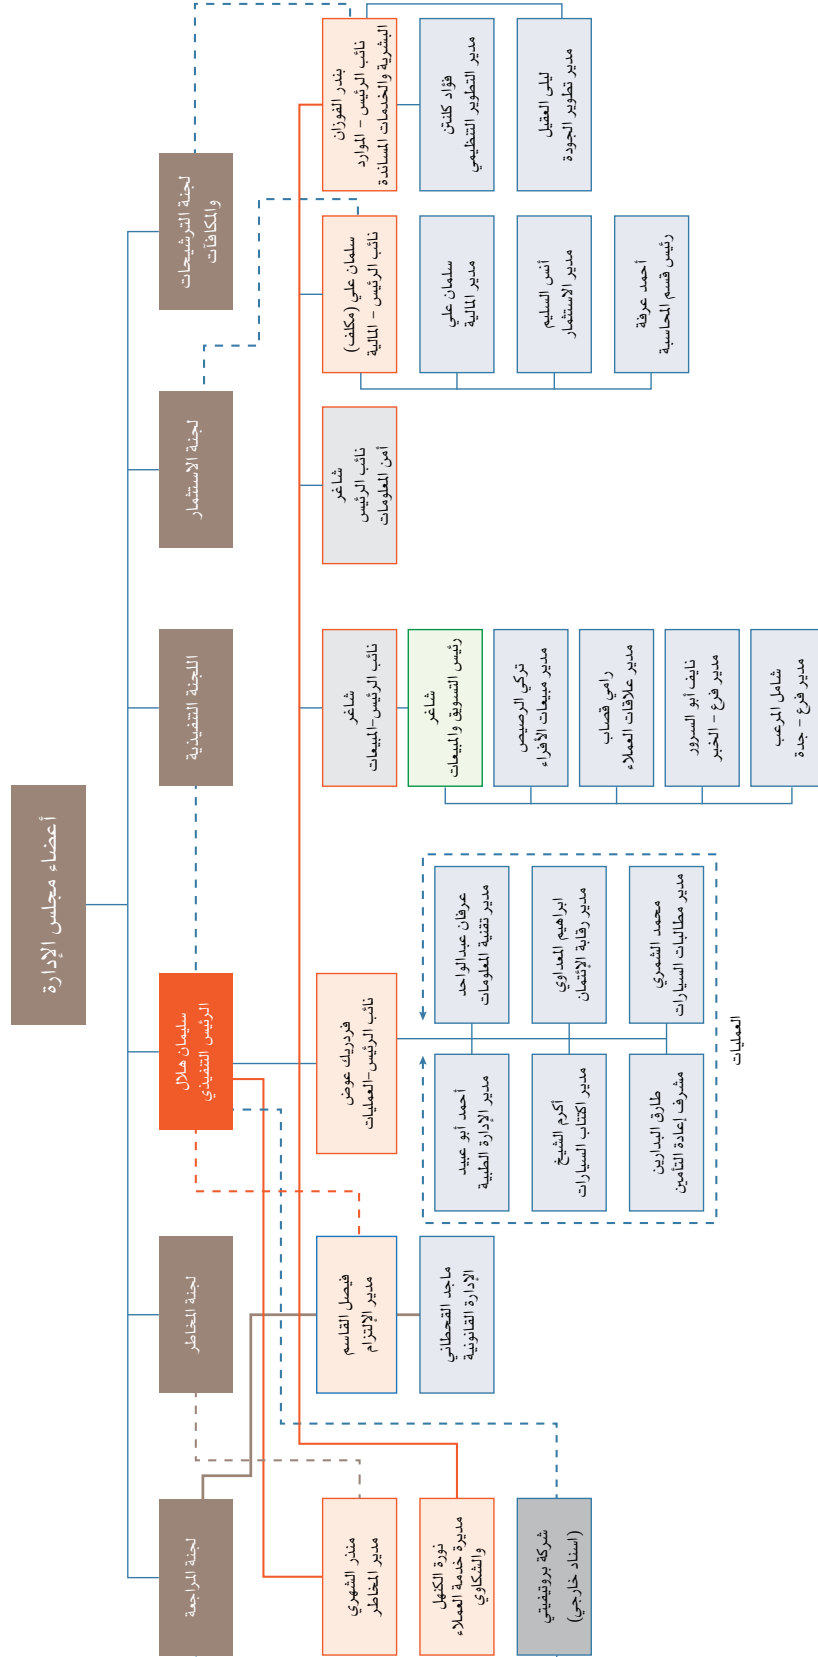 أعضاء مجلس الإدارة
لجنة الترشيحات
والمكافآت
لجنة الاستثمار
اللجنة التنفيذية
سليمان هلال
الرئيس التنفيذي
لجنة المخاطر
لجنة المراجعة
بندر الفوزان
نائب الرئيس – الموارد
البشرية والخدمات المساندة
فؤاد كلنتن
مدير التطوير التنظيمي
ليلى العقيل
مدير تطوير الجودة
سلمان علي (مكلف)
نائب الرئيس – المالية
سلمان علي
مدير المالية
أنس السليم
مدير الاستثمار
أحمد عرفة
رئيس قسم المحاسبة
شاغر
نائب الرئيس
أمن المعلومات
شاغر
نائب الرئيس-المبيعات
شاغر
رئيس التسويق والمبيعات
تركي الرصيص
مدير مبيعات الأفراد
رامي قصاب
مدير علاقات العملاء
نايف أبو السرور
مدير فرع – الخبر
شامل المرعب
مدير فرع – جدة
فردريك عوض
نائب الرئيس-العمليات
عرفان عبدالواحد
مدير تقنية المعلومات
ابراهيم المعداوي
مدير رقابة الإئتمان
محمد الشمري
مدير مطالبات السيارات
أحمد أبو عبيد
مدير الإدارة الطبية
أكرم الشيخ
مدير اكتتاب السيارات
طارق البدارين
مشرف إعادة التأمين
العمليات
فيصل القاسم
مدير الإلتزام
ماجد القحطاني
الإدارة القانونية
منذر الشهري
مدير المخاطر
نورة الكنهل
مديرة خدمة العملاء
والشكاوي
شركة بروتيفيتي
(اسناد خارجي)